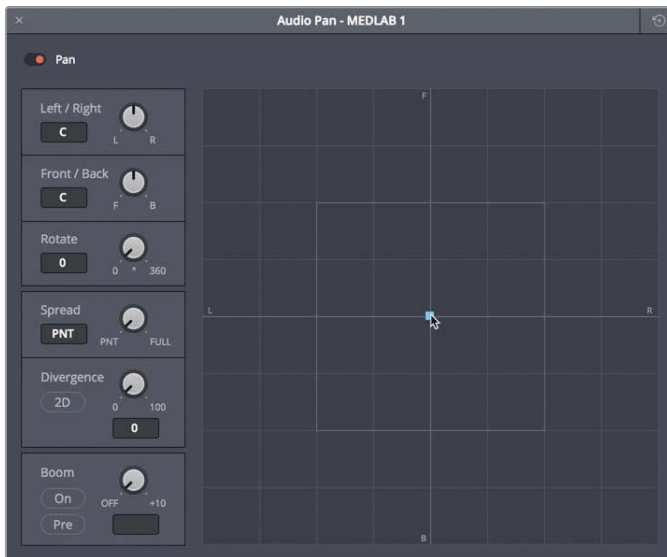 Audio Pan - MEDLAB 1
Pan
Left / Right
C
L R
Front / Back
C
F B
Rotate
0
0 ° 360
Spread
PNT
PNT FULL
Divergence
2D
0 100
0
Boom
On
OFF +10
Pre
F
L R
B